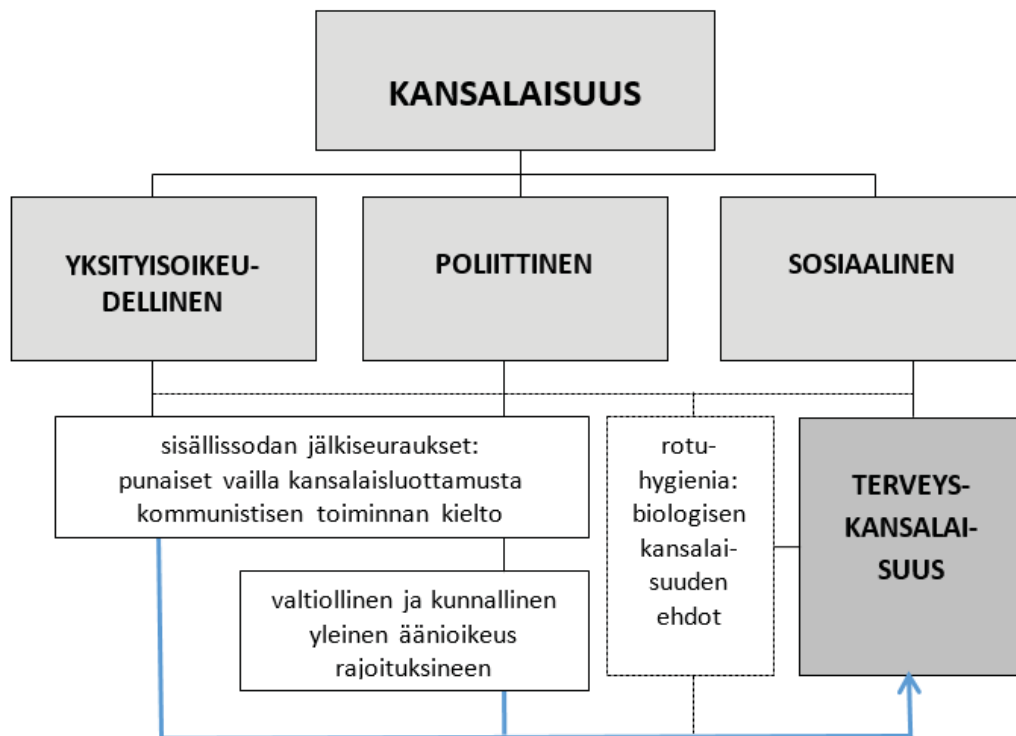 KANSALAISUUS
YKSITYISOIKEU-
DELLINEN
POLIITTINEN
SOSIAALINEN
sisällissodan jälkiseuraukset:
punaiset vailla kansalaisluottamusta
kommunistisen toiminnan kielto
valtiollinen ja kunnallinen
yleinen äänioikeus
rajoituksineen
rotu-
hygienia:
biologisen
kansalai-
suuden
ehdot
TERVEYS-
KANSALAI-
SUUS